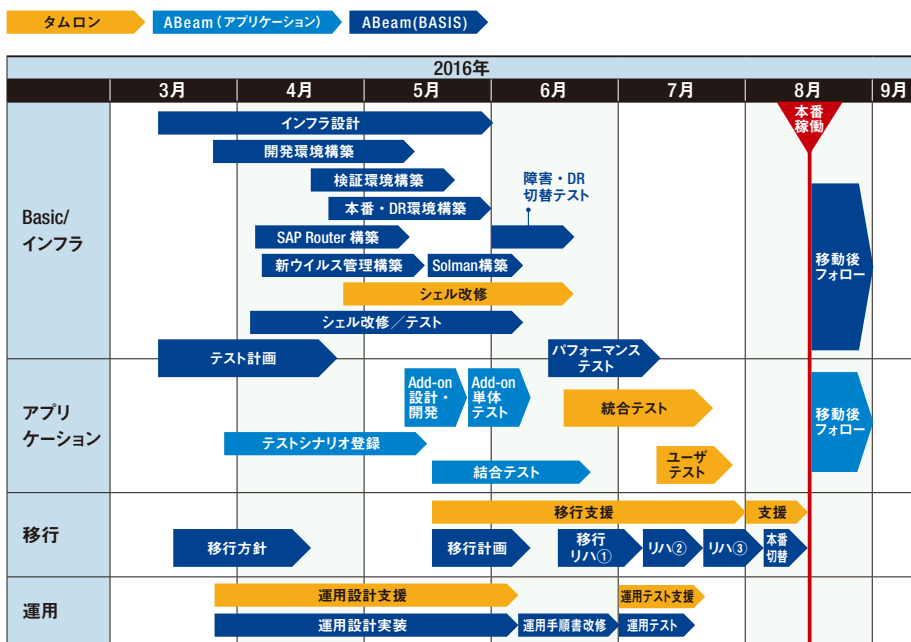 タムロン
ABeam(アプリケーション)
ABeam(BASIS)
2016年
3月 4月 5月 6月 7月 8月 9月
本番
稼働
Basic/
インフラ
インフラ設計
開発環境構築
検証環境構築
本番・DR環境構築
障害・DR
切替テスト
SAP Router 構築
新ウイルス管理構築
Solman構築
シェル改修
シェル改修/テスト
テスト計画
パフォーマンス
テスト
移動後
フォロー
アプリ
ケーション
Add-on
設計・
開発
Add-on
単体
テスト
統合テスト
テストシナリオ登録
結合テスト
ユーザ
テスト
移動後
フォロー
移行
移行支援
支援
移行方針
移行計画
移行
リハ①
リハ②
リハ③
本番
切替
運用
運用設計支援
運用テスト支援
運用設計実装
運用手順書改修
運用テスト